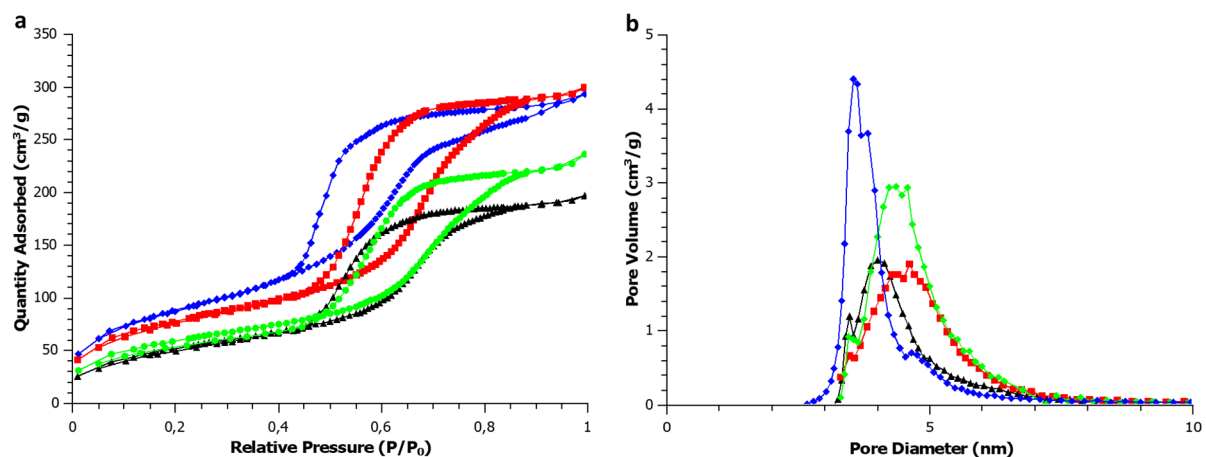 a
Quantity Adsorbed (cm³/g)
350
300
250
200
150
100
50
0
0 0,2 0,4 0,6 0,8 1
Relative Pressure (P/P₀)
b
Pore Volume (cm³/g)
5
4
3
2
1
0
0 5 10
Pore Diameter (nm)